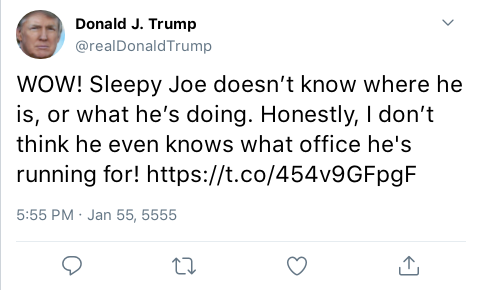 Donald J. Trump
@realDonaldTrump
WOW! Sleepy Joe doesn’t know where he
is, or what he’s doing. Honestly, I don’t
think he even knows what office he's
running for! https://t.co/454v9GFpgF
5:55 PM · Jan 55, 5555